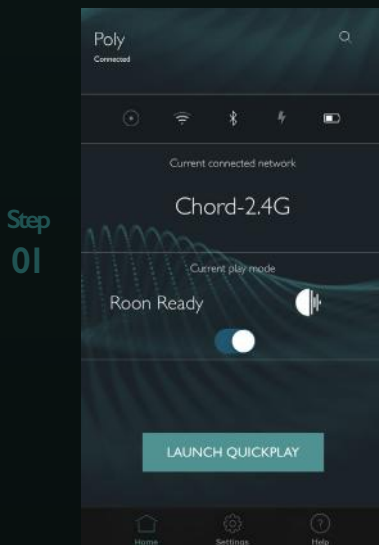 Poly
Connected
Current connected network
Chord-2.4G
Step
01
Current play mode
Roon Ready
LAUNCH QUICKPLAY
Home Settings Help